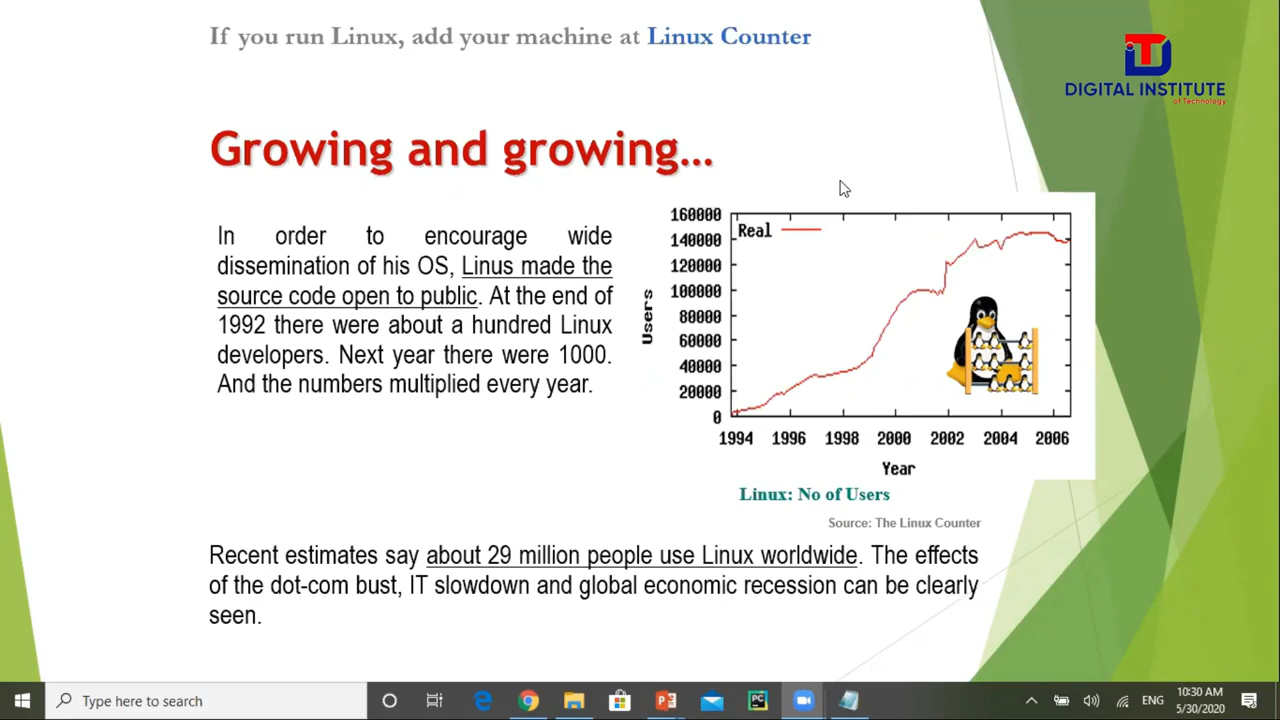 If you run Linux, add your machine at Linux Counter
DIGITAL INSTITUTE
of Technology
Growing and growing...
In order to encourage wide
dissemination of his OS, Linus made the
source code open to public. At the end of
1992 there were about a hundred Linux
developers. Next year there were 1000.
And the numbers multiplied every year.
Real
Users
160000
140000
120000
100000
80000
60000
40000
20000
0
1994 1996 1998 2000 2002 2004 2006
Year
Linux: No of Users
Source: The Linux Counter
Recent estimates say about 29 million people use Linux worldwide. The effects
of the dot-com bust, IT slowdown and global economic recession can be clearly
seen.
Type here to search
ENG
10:30 AM
5/30/2020